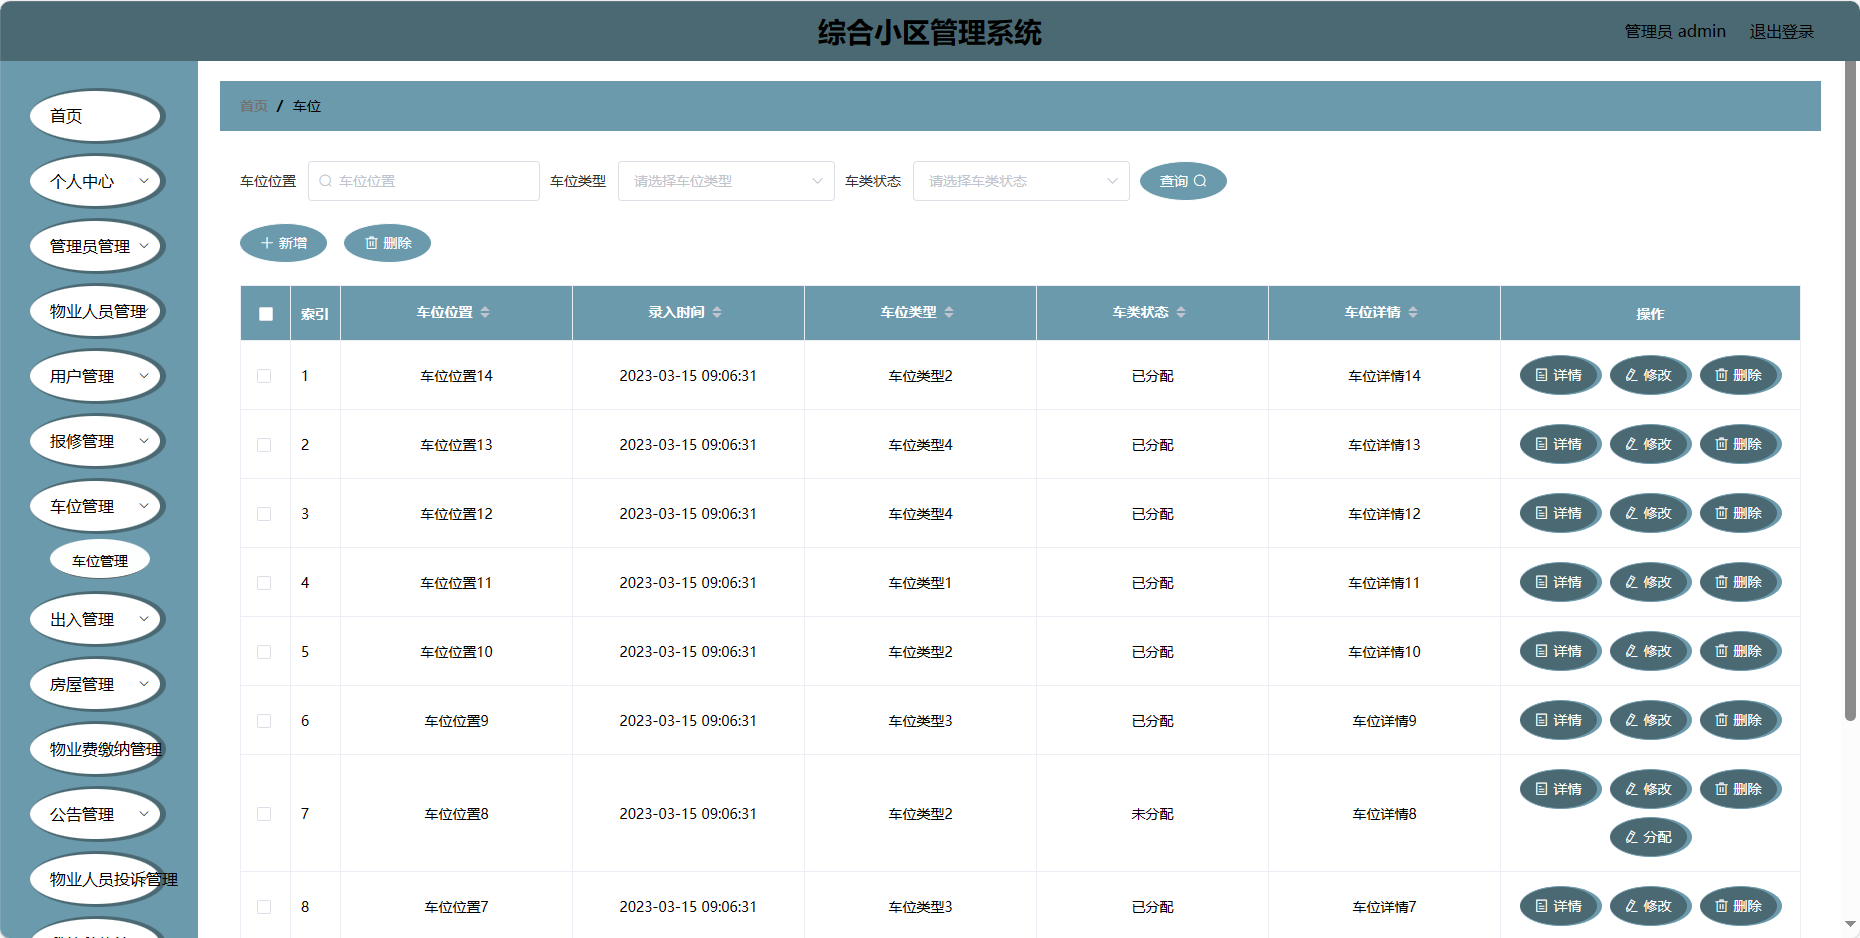 综合小区管理系统
管理员 admin 退出登录
首页
个人中心
管理员管理
物业人员管理
用户管理
报修管理
车位管理
车位管理
出入管理
房屋管理
物业费缴纳管理
公告管理
物业人员投诉管理
首页 / 车位
车位位置 车位位置 车位类型 请选择车位类型 车类状态 请选择车类状态 查询
新增 删除
索引 车位位置 录入时间 车位类型 车类状态 车位详情 操作
1 车位位置14 2023-03-15 09:06:31 车位类型2 已分配 车位详情14 详情 修改 删除
2 车位位置13 2023-03-15 09:06:31 车位类型4 已分配 车位详情13 详情 修改 删除
3 车位位置12 2023-03-15 09:06:31 车位类型4 已分配 车位详情12 详情 修改 删除
4 车位位置11 2023-03-15 09:06:31 车位类型1 已分配 车位详情11 详情 修改 删除
5 车位位置10 2023-03-15 09:06:31 车位类型2 已分配 车位详情10 详情 修改 删除
6 车位位置9 2023-03-15 09:06:31 车位类型3 已分配 车位详情9 详情 修改 删除
7 车位位置8 2023-03-15 09:06:31 车位类型2 未分配 车位详情8 详情 修改 删除
分配
8 车位位置7 2023-03-15 09:06:31 车位类型3 已分配 车位详情7 详情 修改 删除